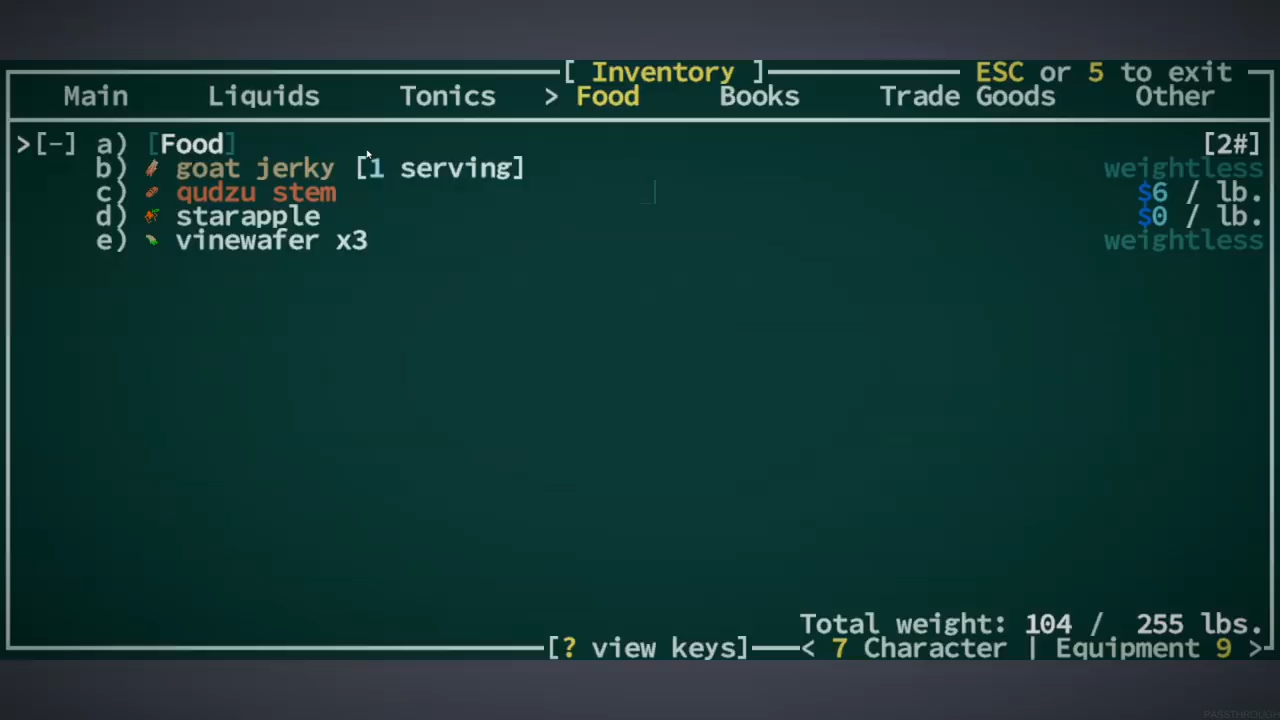 [ Inventory ] ESC or 5 to exit
Main Liquids Tonics > Food Books Trade Goods Other
>[-] a) [Food] [2#]
b) goat jerky [1 serving] weightless
c) qudzu stem $6 / lb.
d) starapple $0 / lb.
e) vinewafer x3 weightless
Total weight: 104 / 255 lbs.
[? view keys] < 7 Character | Equipment 9 >
PASSTHROUGH